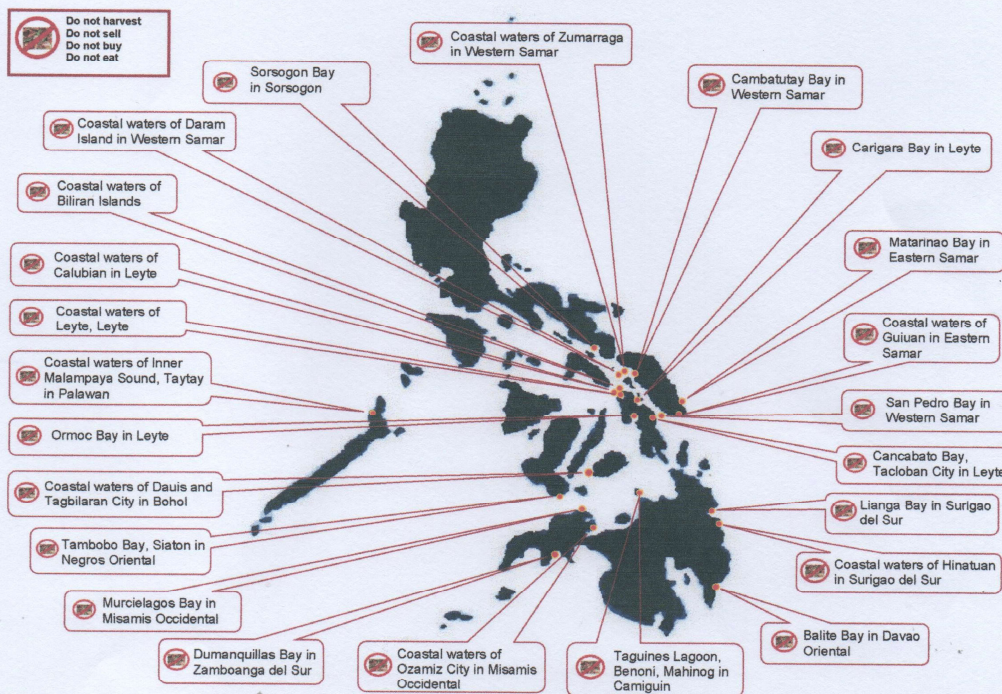 Do not harvest
Do not sell
Do not buy
Do not eat
Coastal waters of Zumarraga
in Western Samar
Sorsogon Bay
in Sorsogon
Cambatutay Bay in
Western Samar
Coastal waters of Daram
Island in Western Samar
Carigara Bay in Leyte
Coastal waters of
Biliran Islands
Matarinao Bay in
Eastern Samar
Coastal waters of
Calubian in Leyte
Coastal waters of
Leyte, Leyte
Coastal waters of
Guiuan in Eastern
Samar
Coastal waters of Inner
Malampaya Sound, Taytay
in Palawan
San Pedro Bay in
Western Samar
Ormoc Bay in Leyte
Cancabato Bay,
Tacloban City in Leyte
Coastal waters of Dauis and
Tagbilaran City in Bohol
Lianga Bay in Surigao
del Sur
Tambobo Bay, Siaton in
Negros Oriental
Coastal waters of Hinatuan
in Surigao del Sur
Murcielagos Bay in
Misamis Occidental
Balite Bay in Davao
Oriental
Dumanquillas Bay in
Zamboanga del Sur
Coastal waters of
Ozamiz City in Misamis
Occidental
Taguines Lagoon,
Benoni, Mahinog in
Camiguin